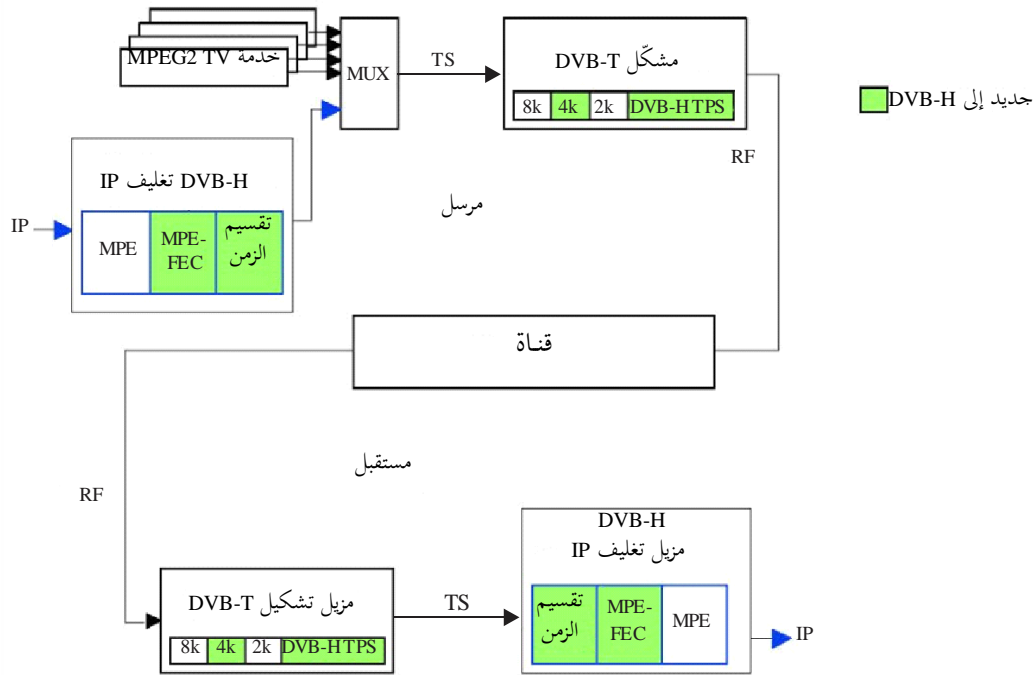 خدمة MPEG2 TV
MUX
TS
مشكّل DVB-T
8k 4k 2k DVB-HTPS
جديد إلى DVB-H
RF
DVB-H تغليف IP
IP
MPE
MPE-
FEC
تقسيم
الزمن
مرسل
قنـاة
مستقبل
RF
مزيل تشكيل DVB-T
8k 4k 2k DVB-HTPS
TS
DVB-H
مزيل تغليف IP
تقسيم
الزمن
MPE-
FEC
MPE
IP